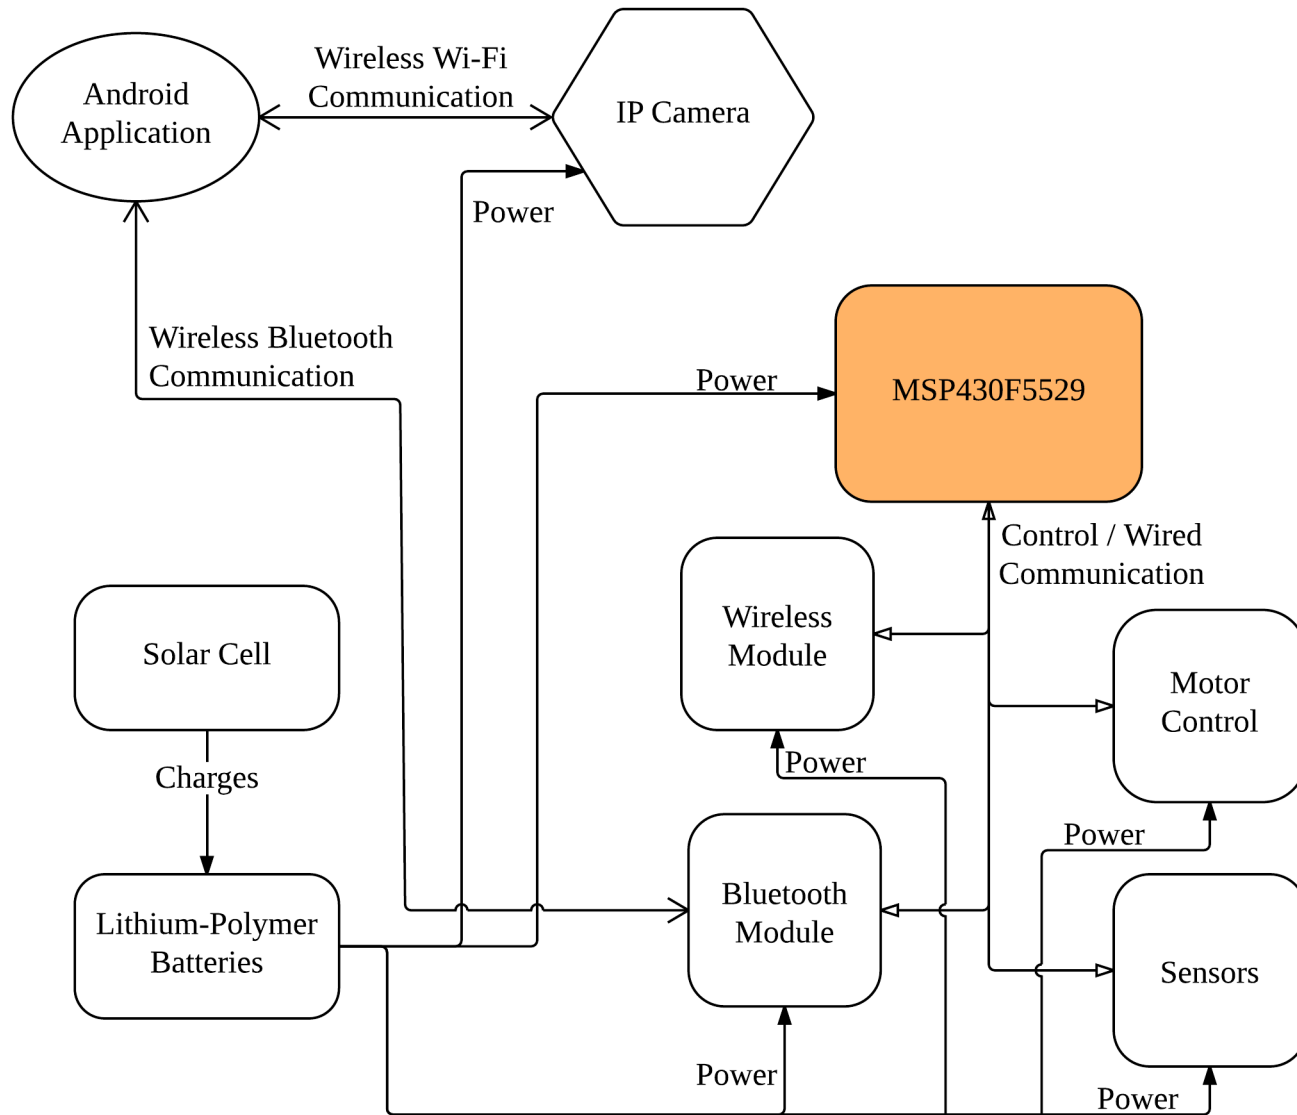 Android
Application
Wireless Wi-Fi
Communication
IP Camera
Power
Wireless Bluetooth
Communication
Power
MSP430F5529
Control / Wired
Communication
Wireless
Module
Solar Cell
Motor
Control
Charges
Power
Power
Bluetooth
Module
Lithium-Polymer
Batteries
Sensors
Power
Power